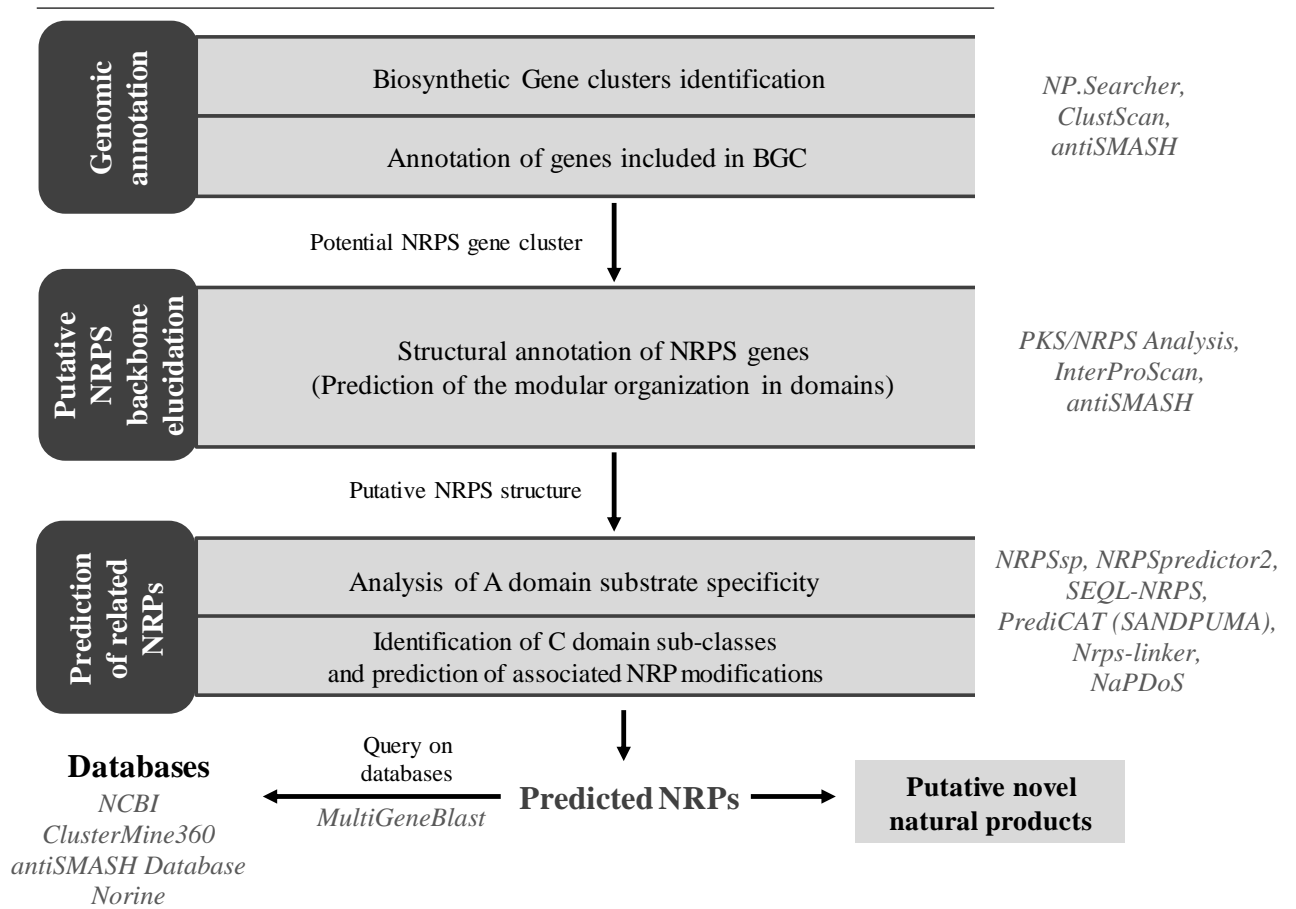 Genomic
annotation
Biosynthetic Gene clusters identification
Annotation of genes included in BGC
NP.Searcher,
ClustScan,
antiSMASH
Potential NRPS gene cluster
Putative
NRPS
backbone
elucidation
Structural annotation of NRPS genes
(Prediction of the modular organization in domains)
PKS/NRPS Analysis,
InterProScan,
antiSMASH
Putative NRPS structure
Prediction
of related
NRPs
Analysis of A domain substrate specificity
Identification of C domain sub-classes
and prediction of associated NRP modifications
NRPSsp, NRPSpredictor2,
SEQL-NRPS,
PrediCAT (SANDPUMA),
Nrps-linker,
NaPDoS
Databases
NCBI
ClusterMine360
antiSMASH Database
Norine
Query on
databases
MultiGeneBlast
Predicted NRPs
Putative novel
natural products